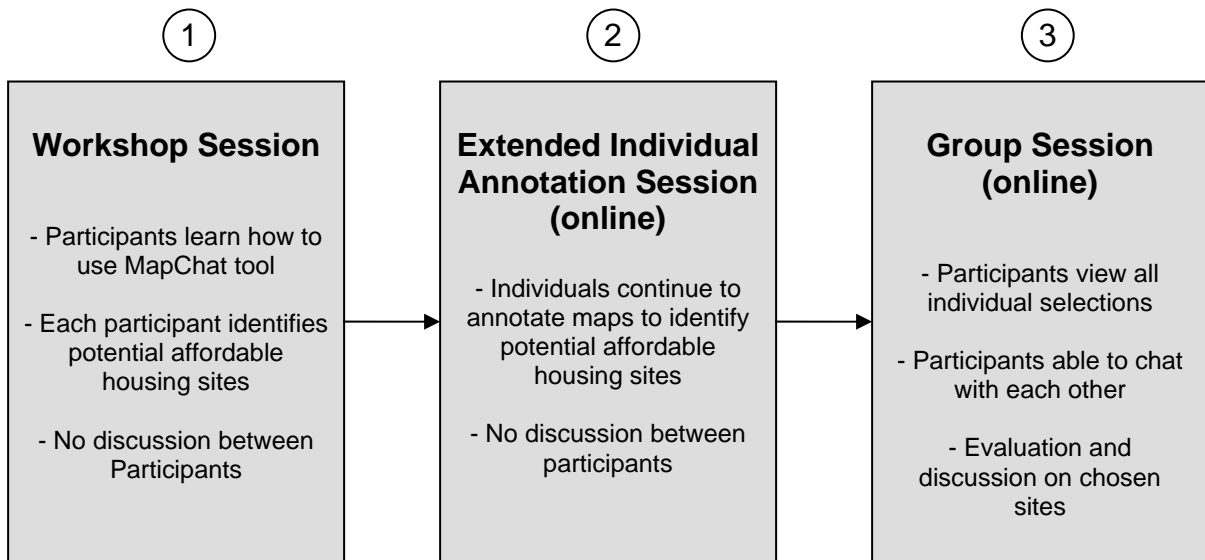 1
Workshop Session
- Participants learn how to
use MapChat tool
- Each participant identifies
potential affordable
housing sites
- No discussion between
Participants
2
Extended Individual
Annotation Session
(online)
- Individuals continue to
annotate maps to identify
potential affordable
housing sites
- No discussion between
participants
3
Group Session
(online)
- Participants view all
individual selections
- Participants able to chat
with each other
- Evaluation and
discussion on chosen
sites